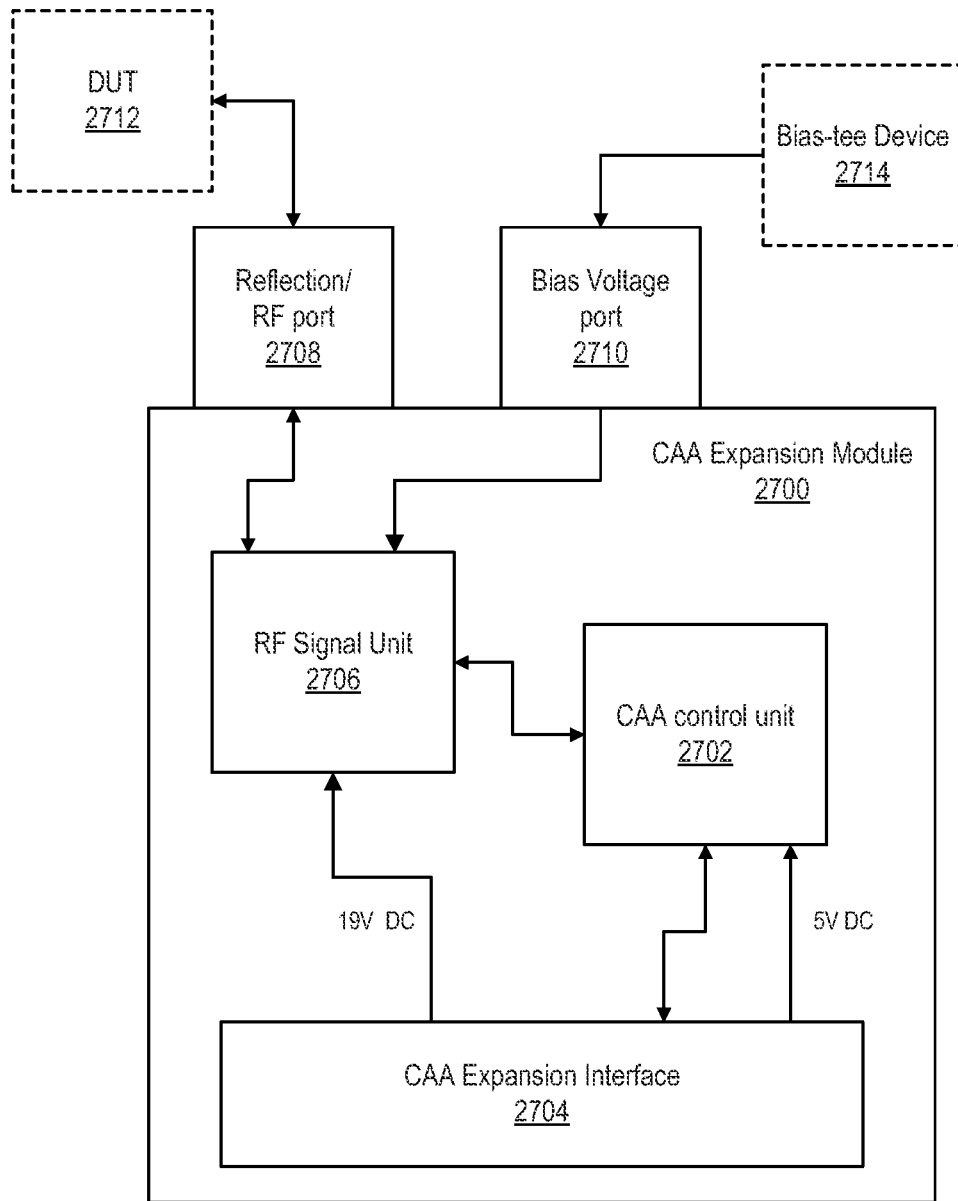 DUT
2712
Bias-tee Device
2714
Reflection/
RF port
2708
Bias Voltage
port
2710
CAA Expansion Module
2700
RF Signal Unit
2706
CAA control unit
2702
19V DC
5V DC
CAA Expansion Interface
2704